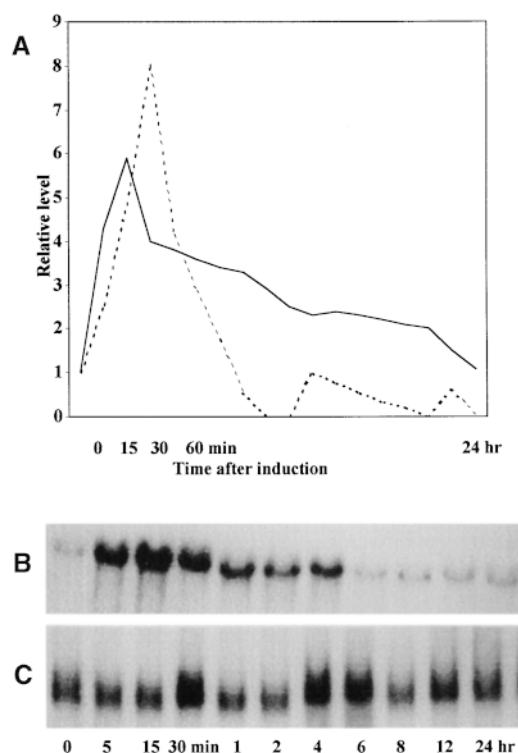 A
9
8
7
6
5
4
3
2
1
0
Relative level
0 15 30 60 min 24 hr
Time after induction
B
C
0 5 15 30 min 1 2 4 6 8 12 24 hr